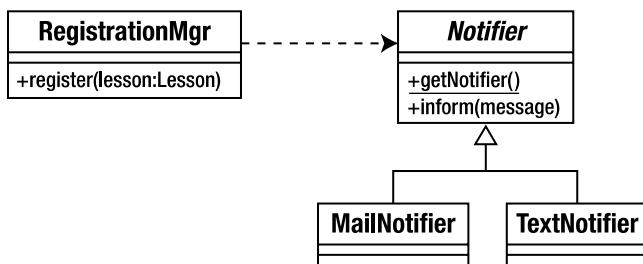 RegistrationMgr
+register(lesson:Lesson)
Notifier
+getNotifier()
+inform(message)
MailNotifier
TextNotifier